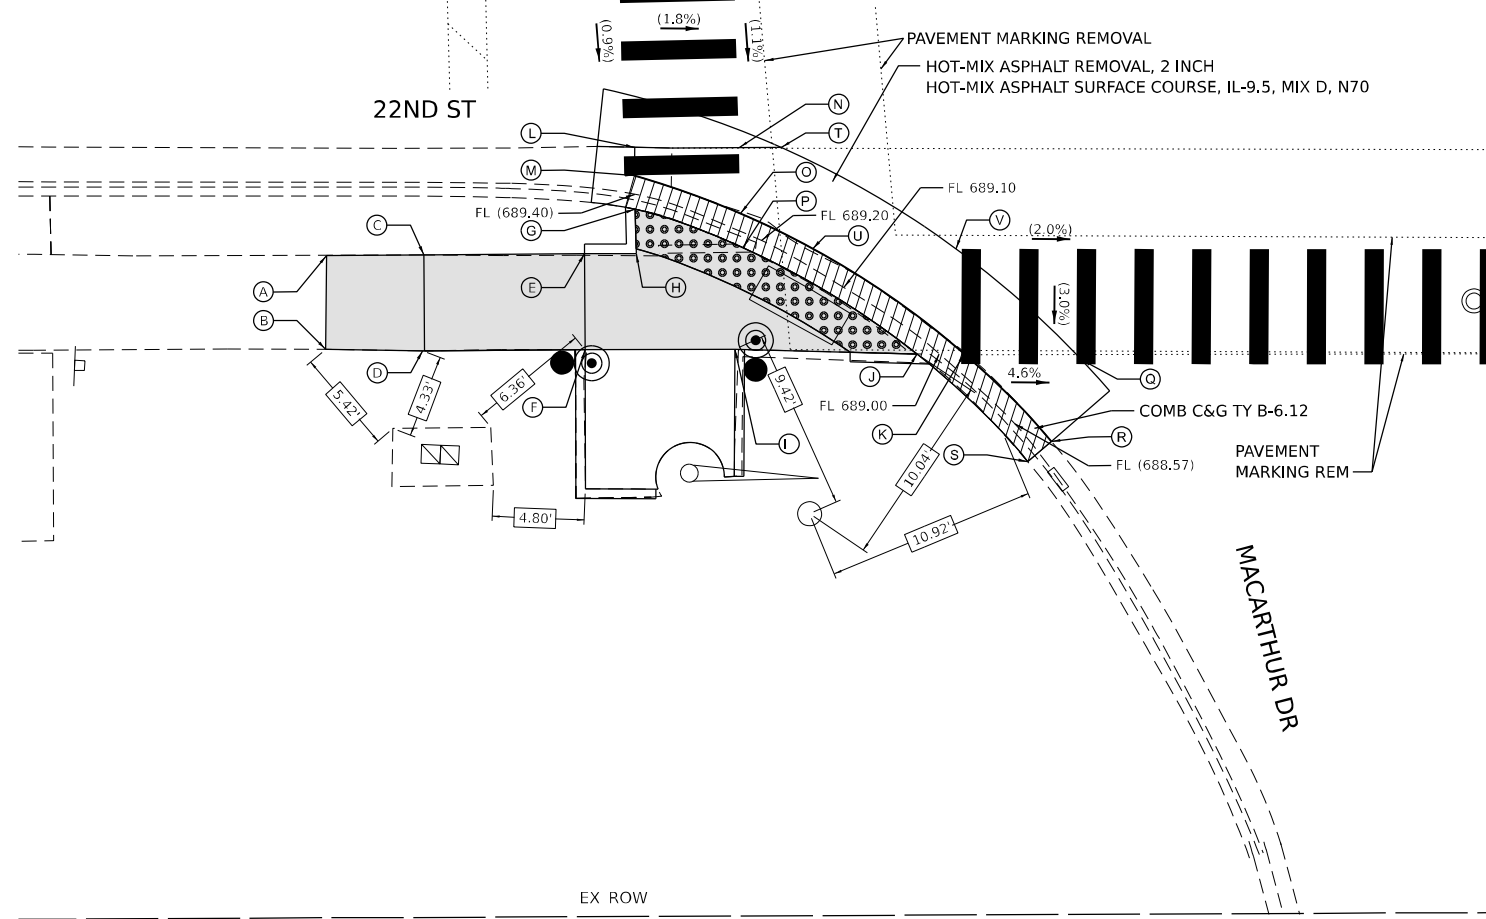 (1.8%)
(0.9%)
(1.1%)
PAVEMENT MARKING REMOVAL
HOT-MIX ASPHALT REMOVAL, 2 INCH
HOT-MIX ASPHALT SURFACE COURSE, IL-9.5, MIX D, N70
22ND ST
L
N
T
M
O
FL 689.10
P
FL (689.40)
FL 689.20
G
C
U
V
(2.0%)
A
E
H
(3.0%)
B
D
J
4.6%
Q
5.42'
4.33'
6.36'
9.42'
F
FL 689.00
COMB C&G TY B-6.12
I
K
R
S
10.04'
FL (688.57)
PAVEMENT
MARKING REM
4.80'
10.92'
MACARTHUR DR
EX ROW